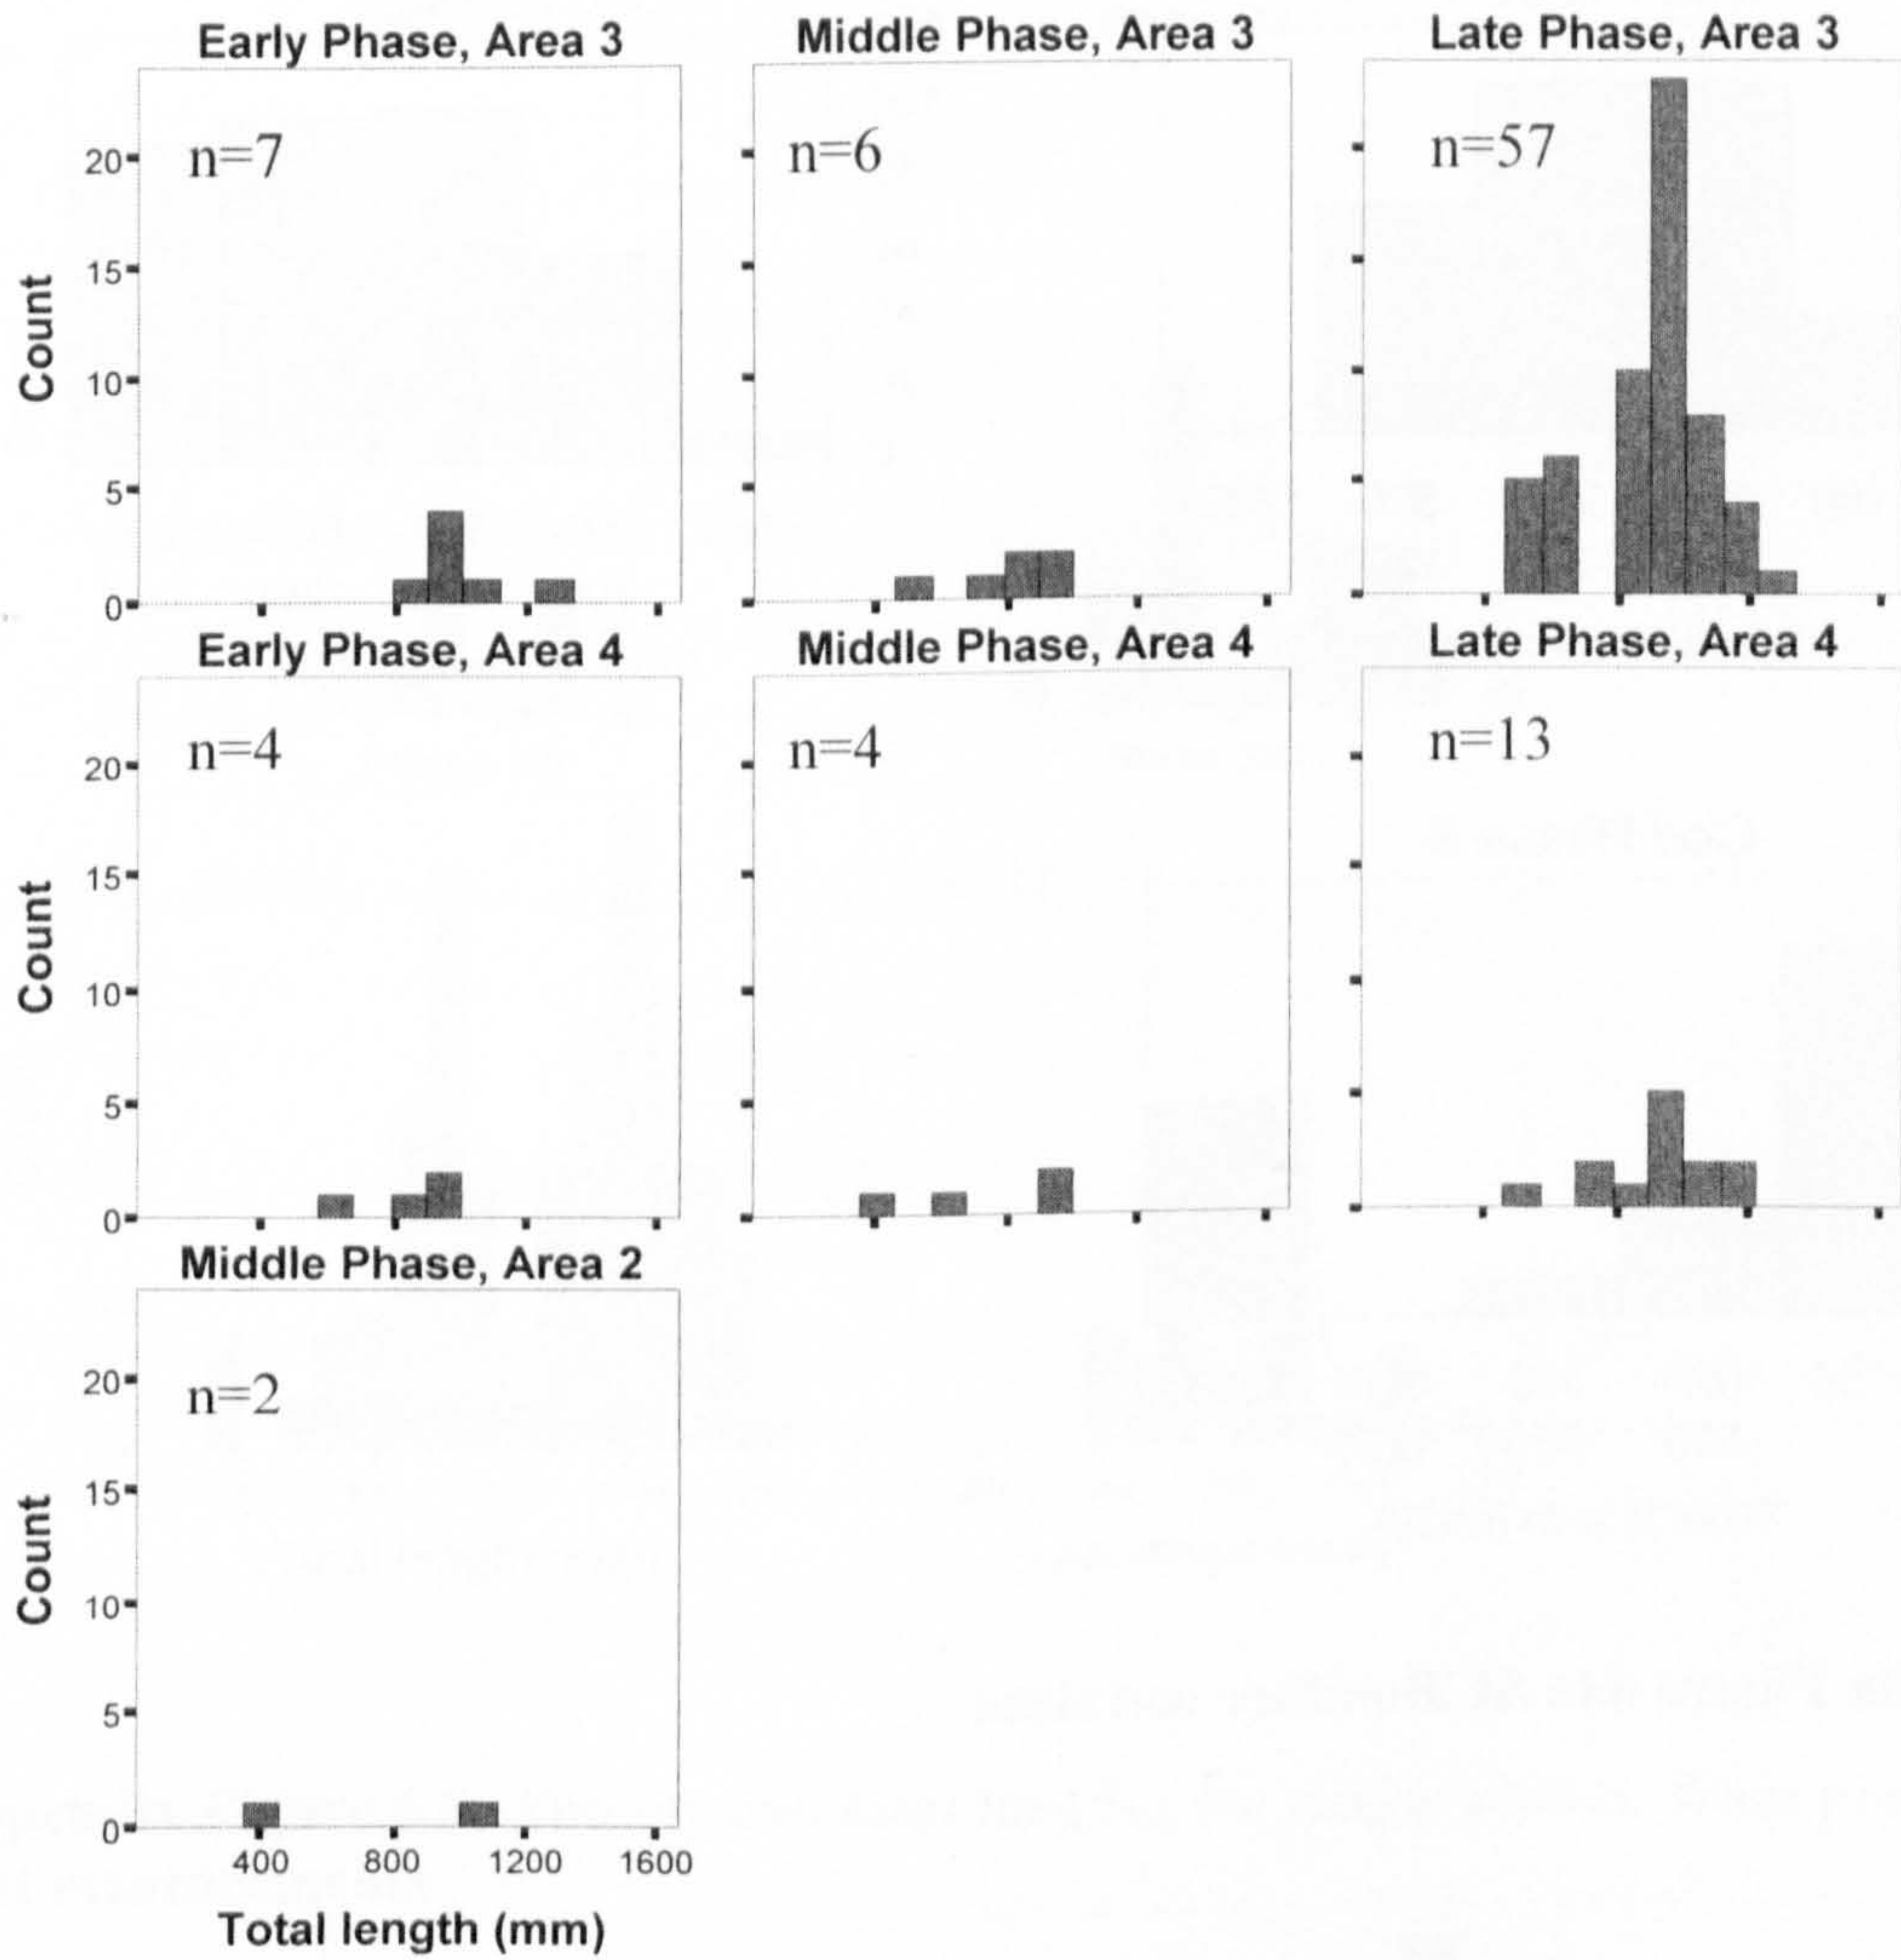 Early Phase, Area 3
Middle Phase, Area 3
Late Phase, Area 3
n=7
n=6
n=57
Count
20
15
10
5
0
Early Phase, Area 4
Middle Phase, Area 4
Late Phase, Area 4
n=4
n=4
n=13
Count
20
15
10
5
0
Middle Phase, Area 2
n=2
Count
20
15
10
5
0
400 800 1200 1600
Total length (mm)